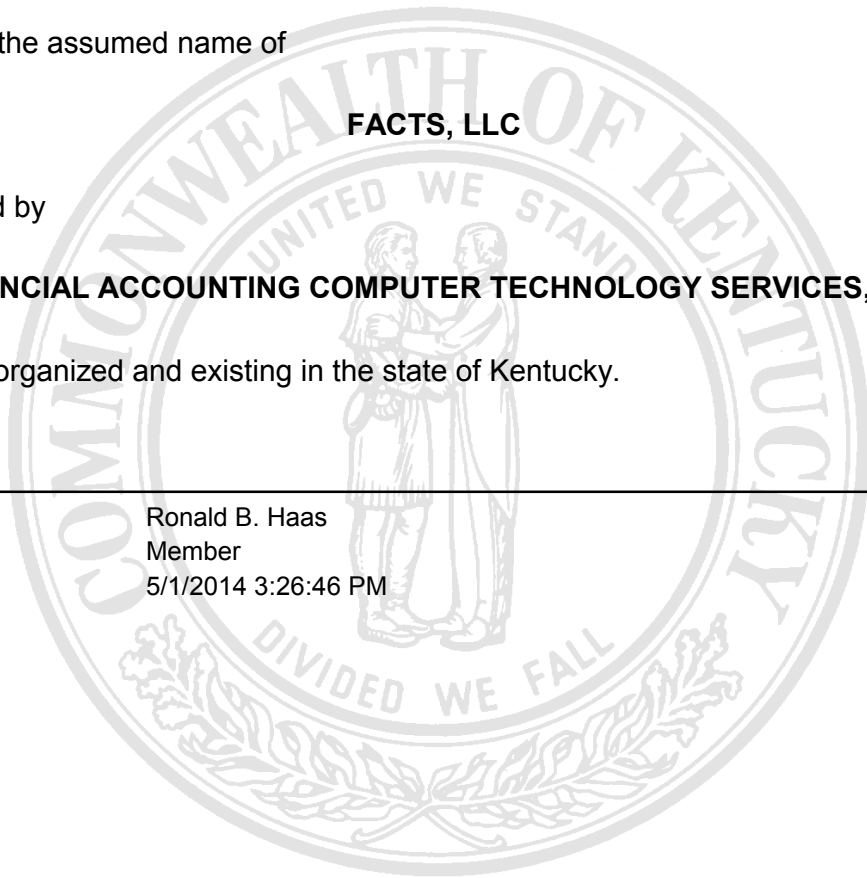 the assumed name of
FACTS, LLC
d by
NCIAL ACCOUNTING COMPUTER TECHNOLOGY SERVICES,
organized and existing in the state of Kentucky.
Ronald B. Haas
Member
5/1/2014 3:26:46 PM
COMMONWEALTH OF KENTUCKY
UNITED WE STAND
DIVIDED WE FALL